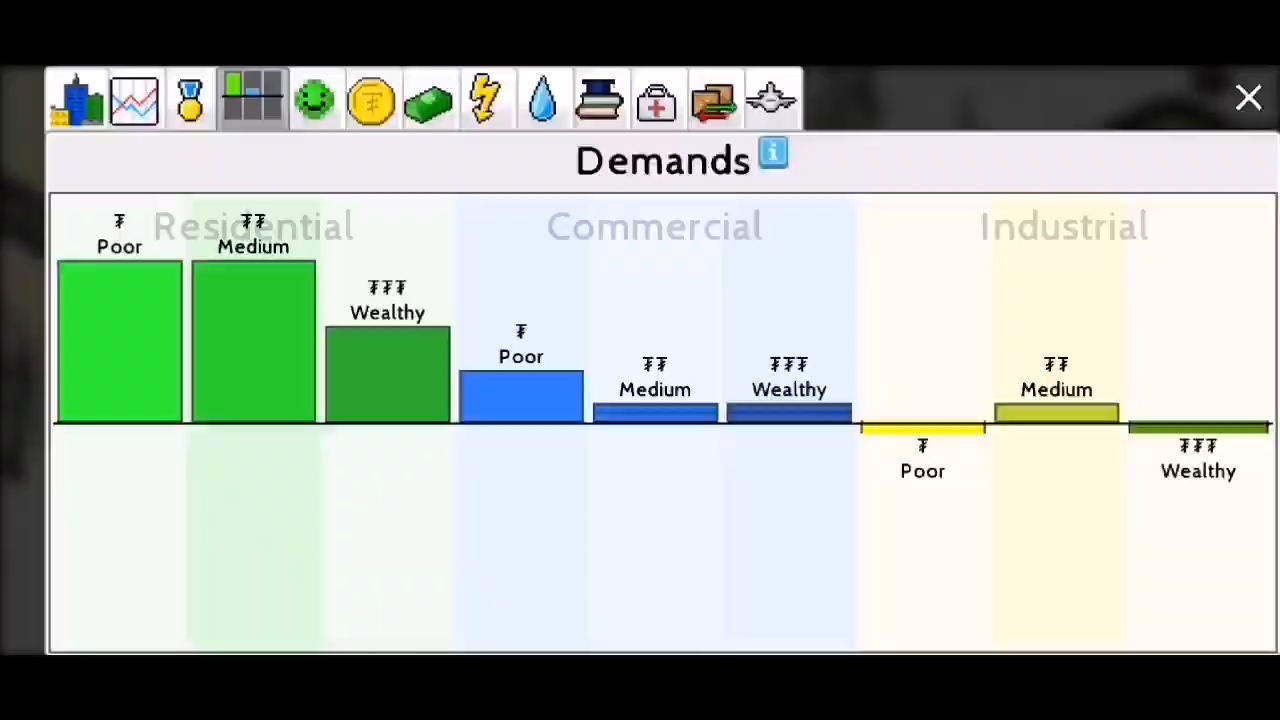 Demands
Residential
Commercial
Industrial
₮
Poor
₮₮
Medium
₮₮₮
Wealthy
₮
Poor
₮₮
Medium
₮₮₮
Wealthy
₮
Poor
₮₮
Medium
₮₮₮
Wealthy